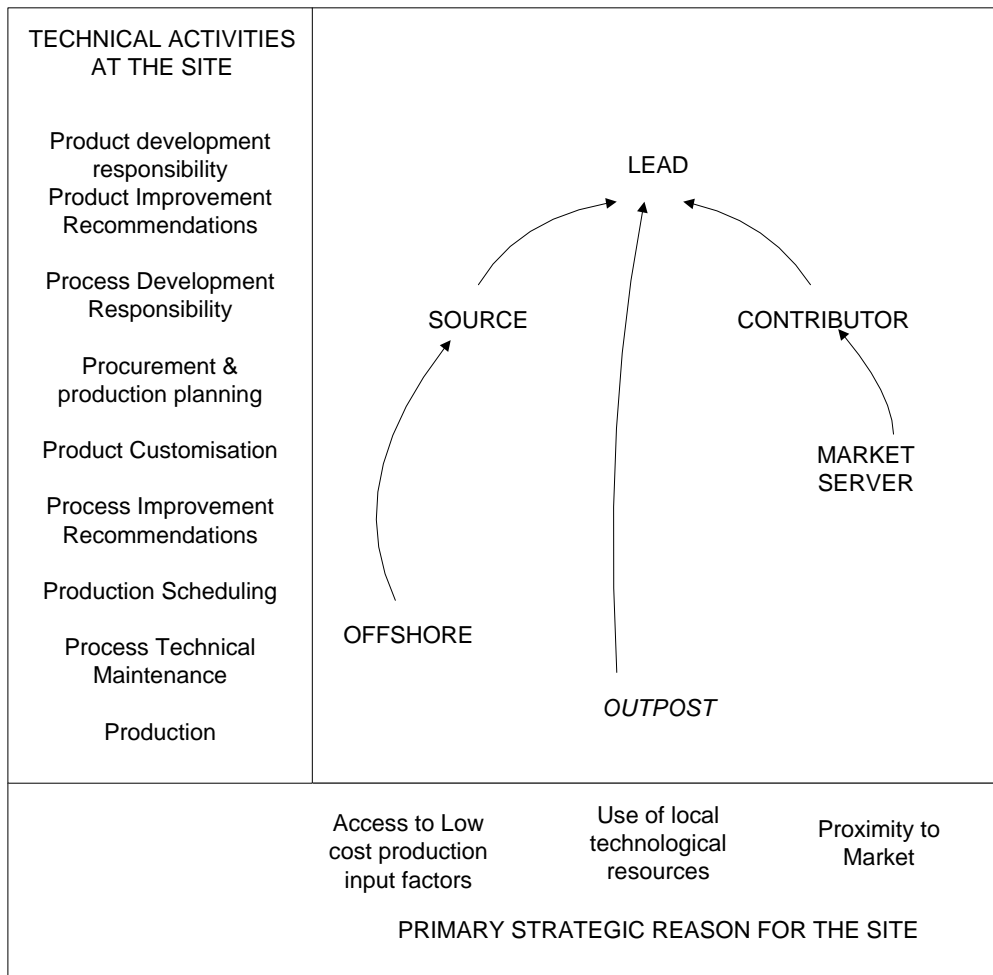 TECHNICAL ACTIVITIES
AT THE SITE
Product development
responsibility
Product Improvement
Recommendations
Process Development
Responsibility
Procurement &
production planning
Product Customisation
Process Improvement
Recommendations
Production Scheduling
Process Technical
Maintenance
Production
LEAD
SOURCE
CONTRIBUTOR
MARKET
SERVER
OFFSHORE
OUTPOST
Access to Low
cost production
input factors
Use of local
technological
resources
Proximity to
Market
PRIMARY STRATEGIC REASON FOR THE SITE